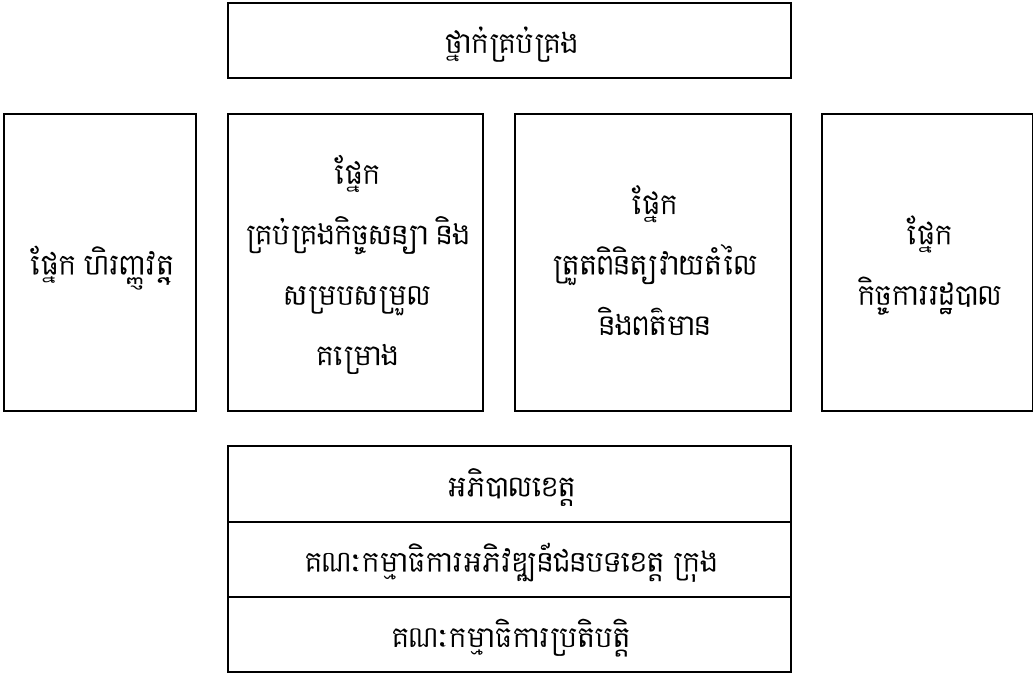 ថ្នាក់គ្រប់គ្រង
ផ្នែក ហិរញ្ញវត្ថុ
ផ្នែក
គ្រប់គ្រងកិច្ចសន្យា និង
សម្របសម្រួល
គម្រោង
ផ្នែក
ត្រួតពិនិត្យវាយតំលៃ
និងពត៌មាន
ផ្នែក
កិច្ចការរដ្ឋបាល
អភិបាលខេត្ត
គណៈកម្មាធិការអភិវឌ្ឍន៍ជនបទខេត្ត ក្រុង
គណៈកម្មាធិការប្រតិបត្តិ